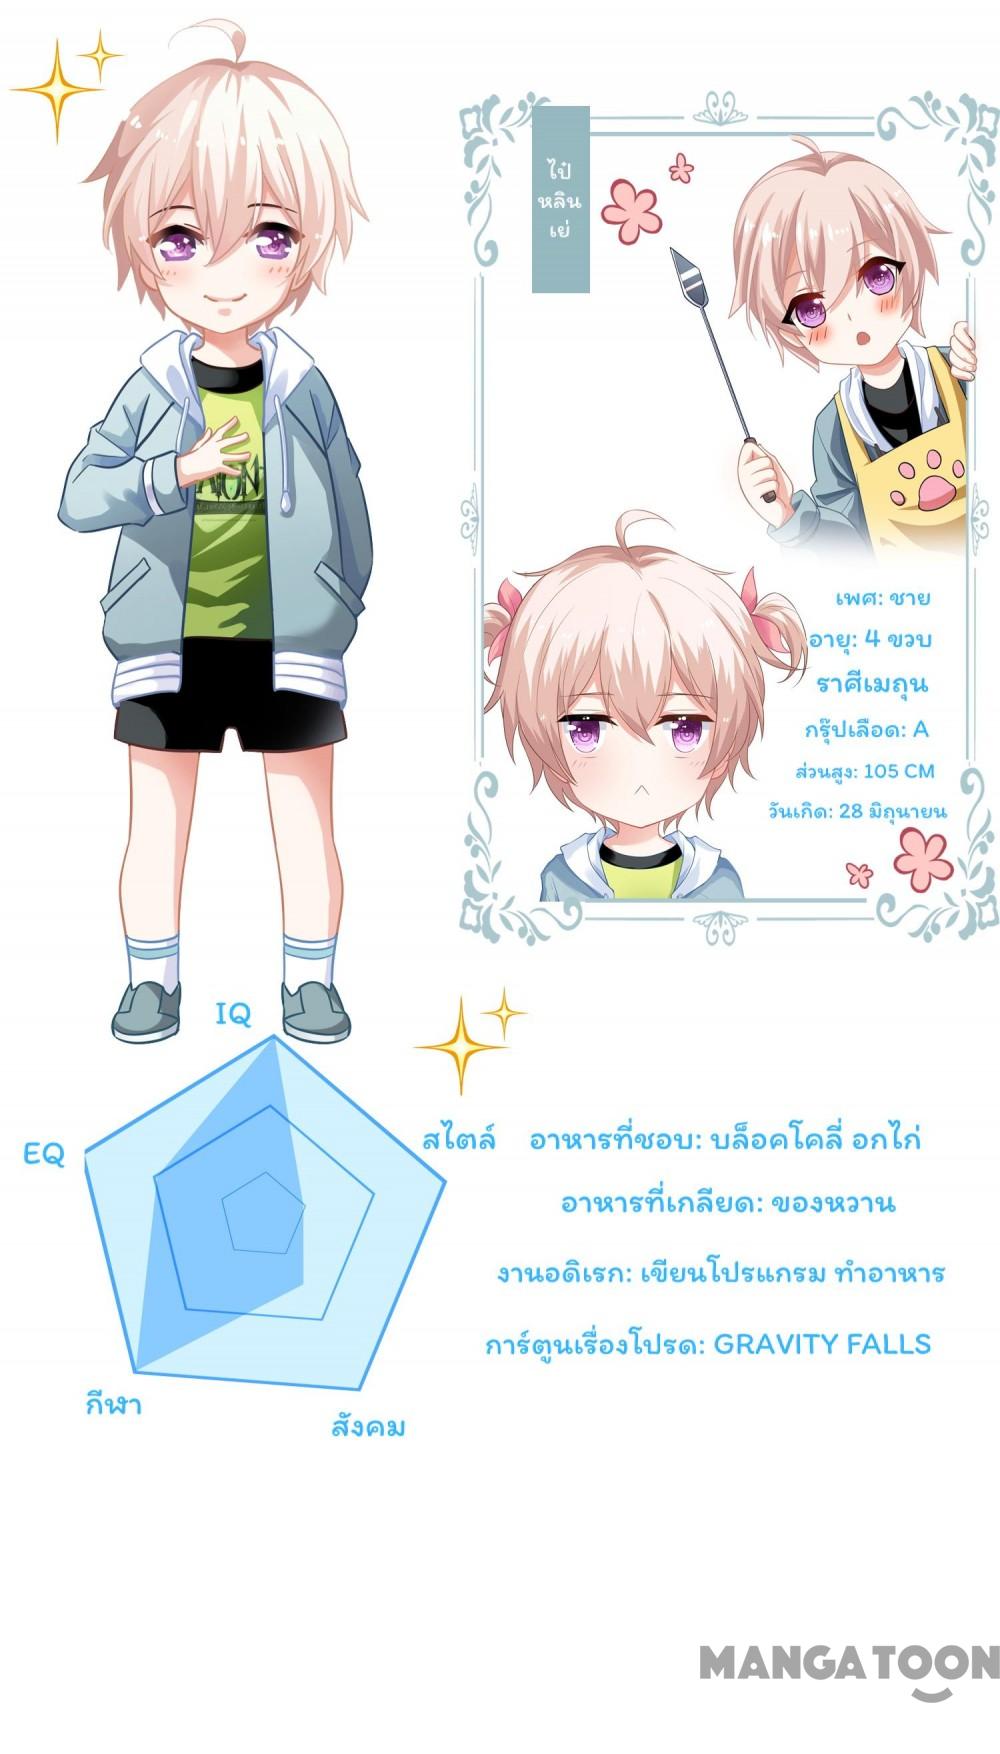 ไป๋
หลิน
เย่
เพศ: ชาย
อายุ: 4 ขวบ
ราศีเมถุน
กรุ๊ปเลือด: A
ส่วนสูง: 105 CM
วันเกิด: 28 มิถุนายน
IQ
EQ
สไตล์
กีฬา
สังคม
อาหารที่ชอบ: บล็อคโคลี่ อกไก่
อาหารที่เกลียด: ของหวาน
งานอดิเรก: เขียนโปรแกรม ทำอาหาร
การ์ตูนเรื่องโปรด: GRAVITY FALLS
MANGATOON